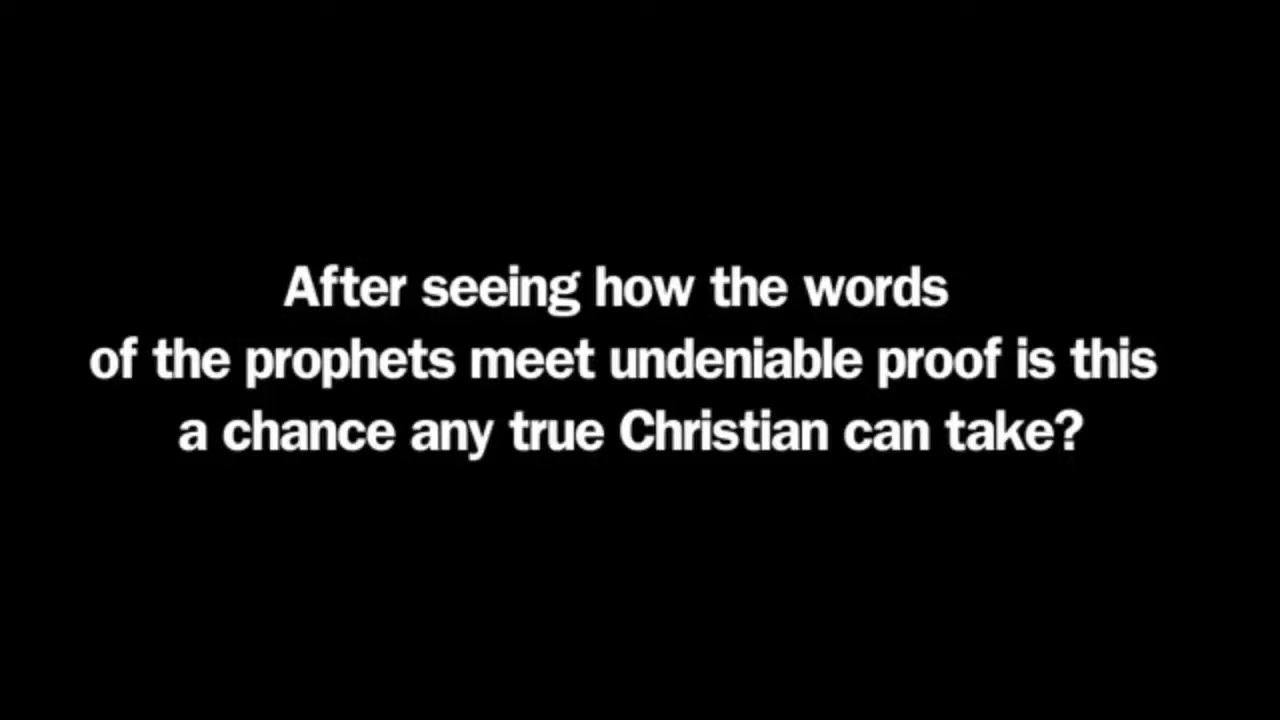 After seeing how the words
of the prophets meet undeniable proof is this
a chance any true Christian can take?